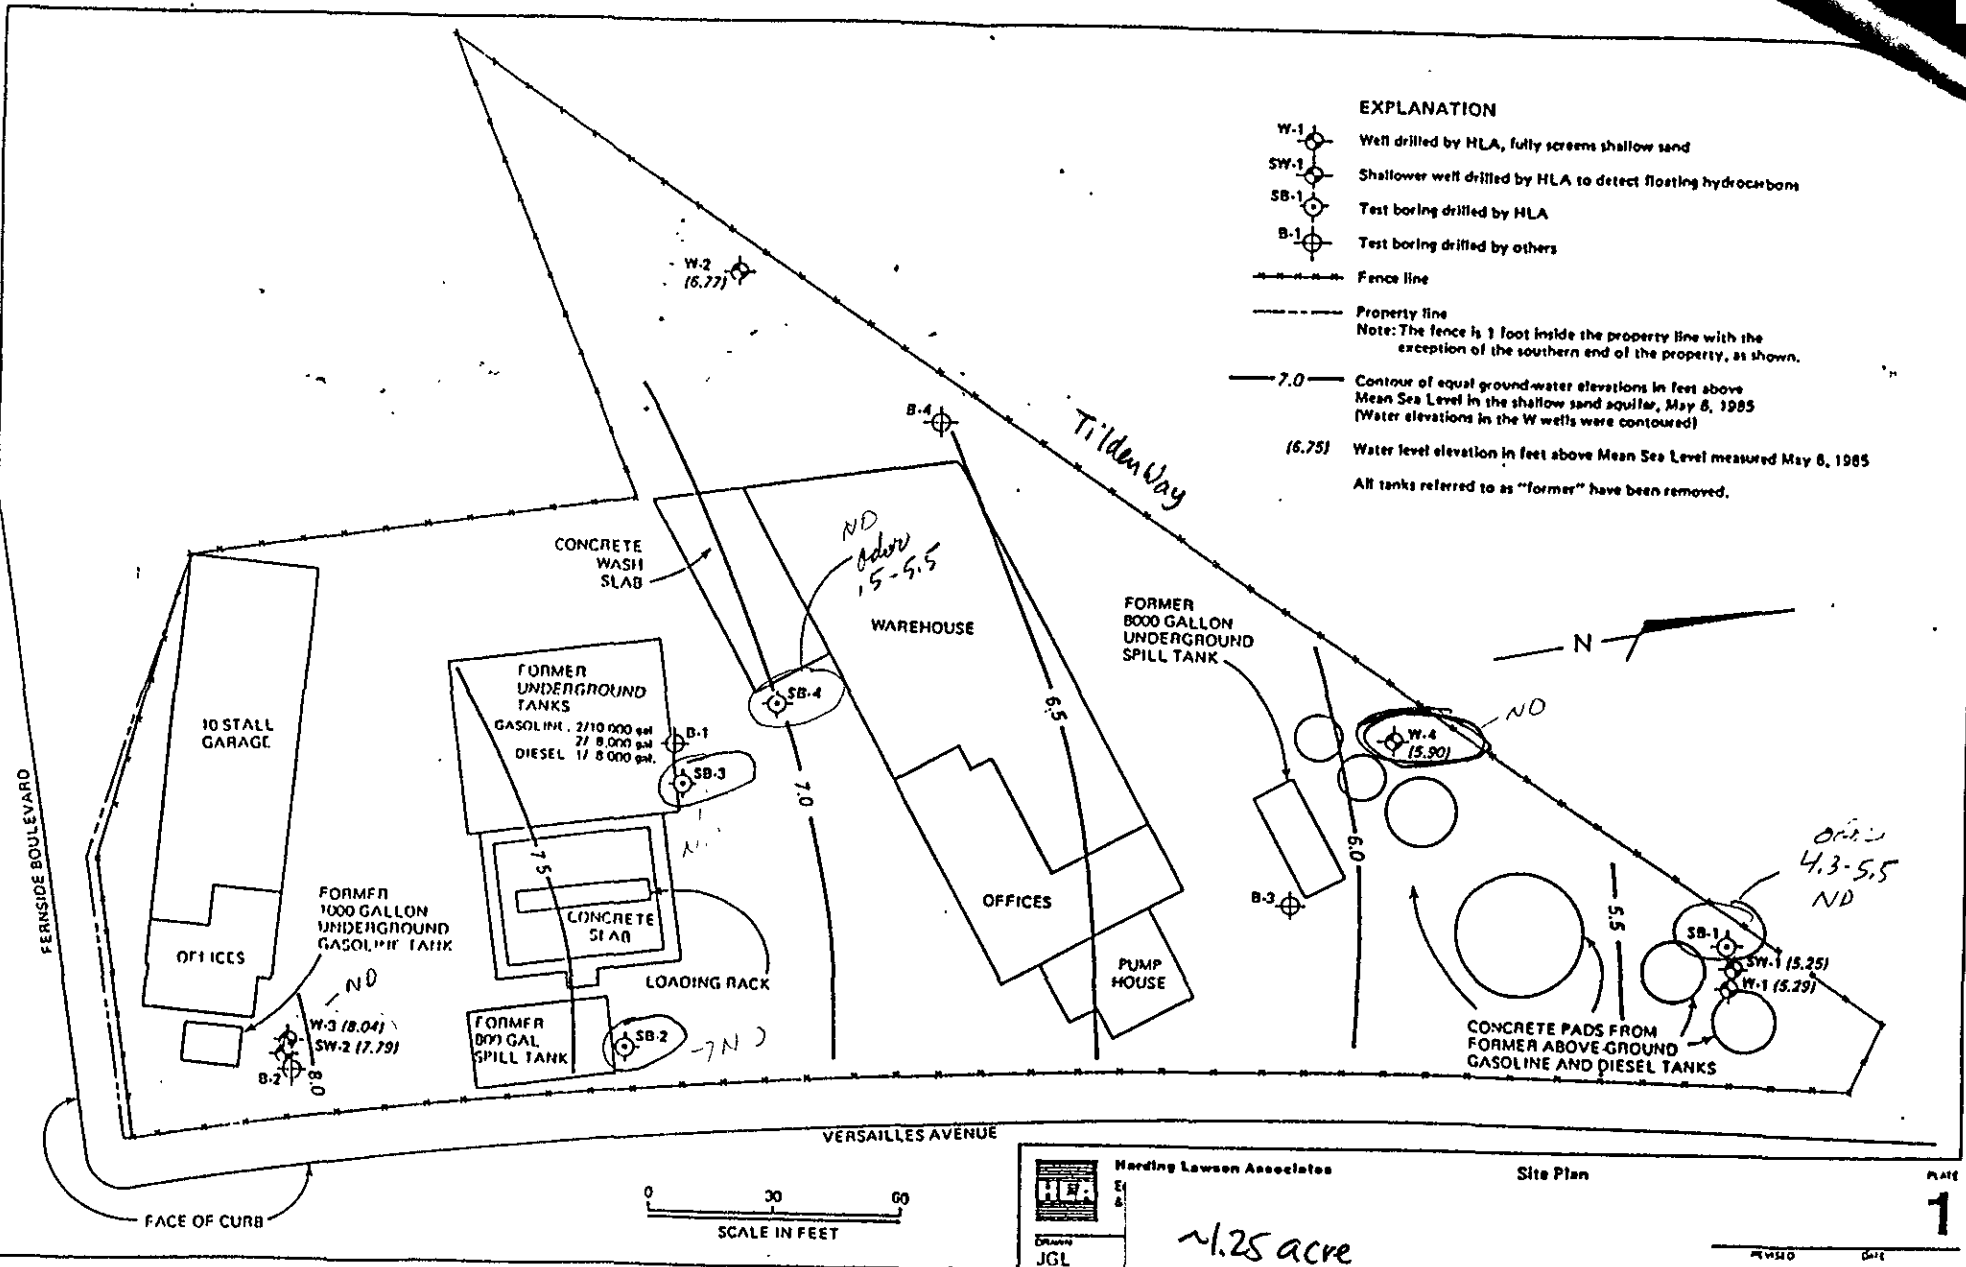 EXPLANATION
W-1
Well drilled by HLA, fully screens shallow sand
SW-1
Shallower well drilled by HLA to detect floating hydrocarbons
SB-1
Test boring drilled by HLA
B-1
Test boring drilled by others
Fence line
Property line
Note: The fence is 1 foot inside the property line with the
exception of the southern end of the property, as shown.
7.0
Contour of equal ground-water elevations in feet above
Mean Sea Level in the shallow sand aquifer, May 8, 1985
(Water elevations in the W wells were contoured)
(6.75)
Water level elevation in feet above Mean Sea Level measured May 8, 1985
All tanks referred to as "former" have been removed.
W-2
(6.77)
B-4
Tilden Way
CONCRETE
WASH
SLAB
ND
odor
.5-5.5
WAREHOUSE
FORMER
8000 GALLON
UNDERGROUND
SPILL TANK
N
10 STALL
GARAGE
FORMER
UNDERGROUND
TANKS
GASOLINE . 2/10 000 gal
2/ 8,000 gal
DIESEL 1/ 8 000 gal.
B-1
SB-3
SB-4
7.0
6.5
W-4
(5.90)
ND
6.0
7.5
FERNSIDE BOULEVARD
OFFICES
FORMER
1000 GALLON
UNDERGROUND
GASOLINE TANK
ND
CONCRETE
SLAB
LOADING RACK
OFFICES
PUMP
HOUSE
B-3
5.5
4.3-5.5
ND
SB-1
SW-1 (5.25)
W-1 (5.29)
W-3 (8.04)
SW-2 (7.79)
B-2
8.0
FORMER
SPILL TANK
SB-2
CONCRETE PADS FROM
FORMER ABOVE-GROUND
GASOLINE AND DIESEL TANKS
VERSAILLES AVENUE
FACE OF CURB
0 30 60
SCALE IN FEET
HLA
Harding Lawson Associates
Site Plan
PLATE
1
DRAWN
JGL
~1.25 acre
REVISED DATE